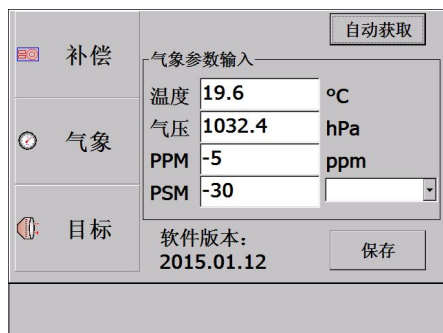 自动获取
补偿
气象
目标
气象参数输入
温度 19.6 °C
气压 1032.4 hPa
PPM -5 ppm
PSM -30
软件版本:
2015.01.12
保存